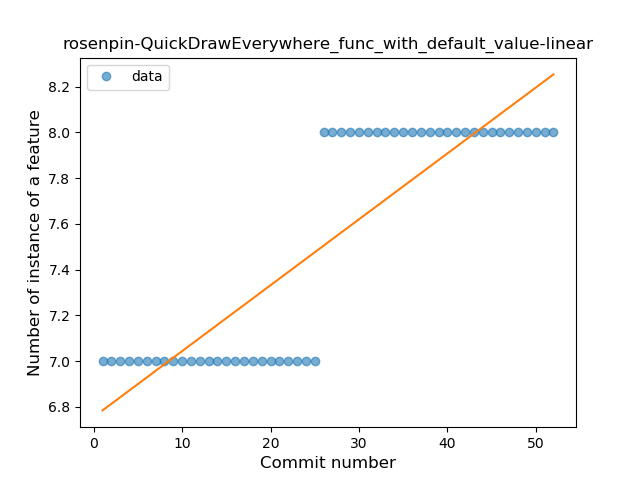 rosenpin-QuickDrawEverywhere_func_with_default_value-linear
data
8.2
8.0
7.8
7.6
7.4
7.2
7.0
6.8
Number of instance of a feature
0 10 20 30 40 50
Commit number